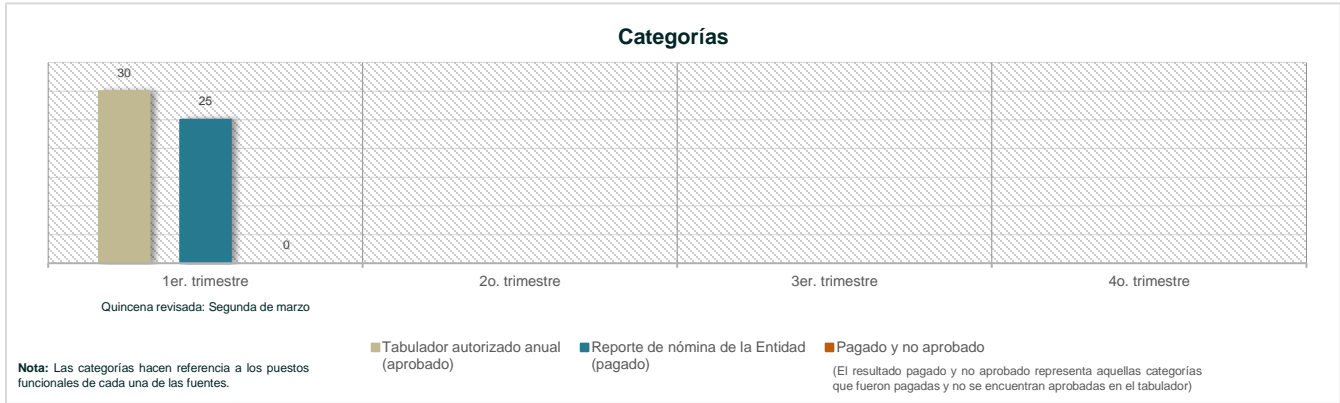 Categorías
30
25
0
1er. trimestre
2o. trimestre
3er. trimestre
4o. trimestre
Quincena revisada: Segunda de marzo
Tabulador autorizado anual
(aprobado)
Reporte de nómina de la Entidad
(pagado)
Pagado y no aprobado
(El resultado pagado y no aprobado representa aquellas categorías
que fueron pagadas y no se encuentran aprobadas en el tabulador)
Nota: Las categorías hacen referencia a los puestos
funcionales de cada una de las fuentes.